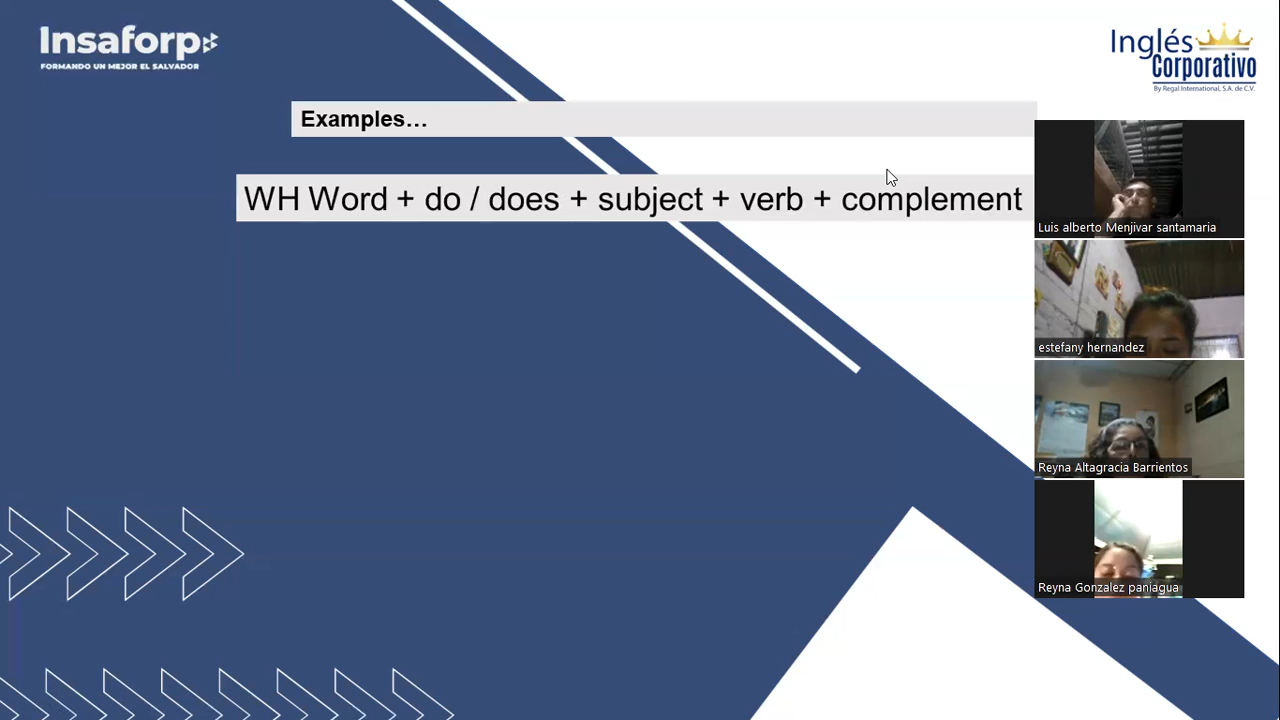 Insaforp
FORMANDO UN MEJOR EL SALVADOR
Inglés
Corporativo
By Regal International, S.A. de C.V.
Examples…
WH Word + do / does + subject + verb + complement
Luis alberto Menjivar santamaria
estefany hernandez
Reyna Altagracia Barrientos
Reyna Gonzalez paniagua